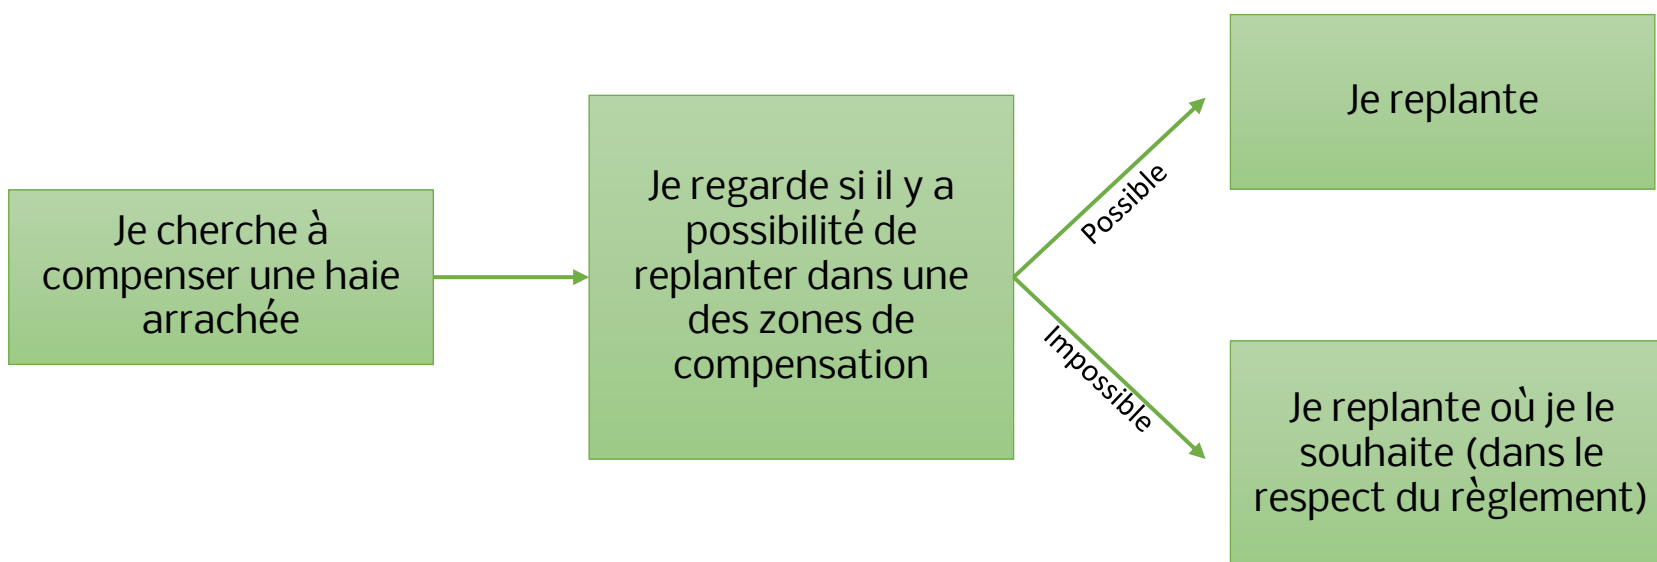 Je cherche à
compenser une haie
arrachée
Je regarde si il y a
possibilité de
replanter dans une
des zones de
compensation
Possible
Je replante
Impossible
Je replante où je le
souhaite (dans le
respect du règlement)